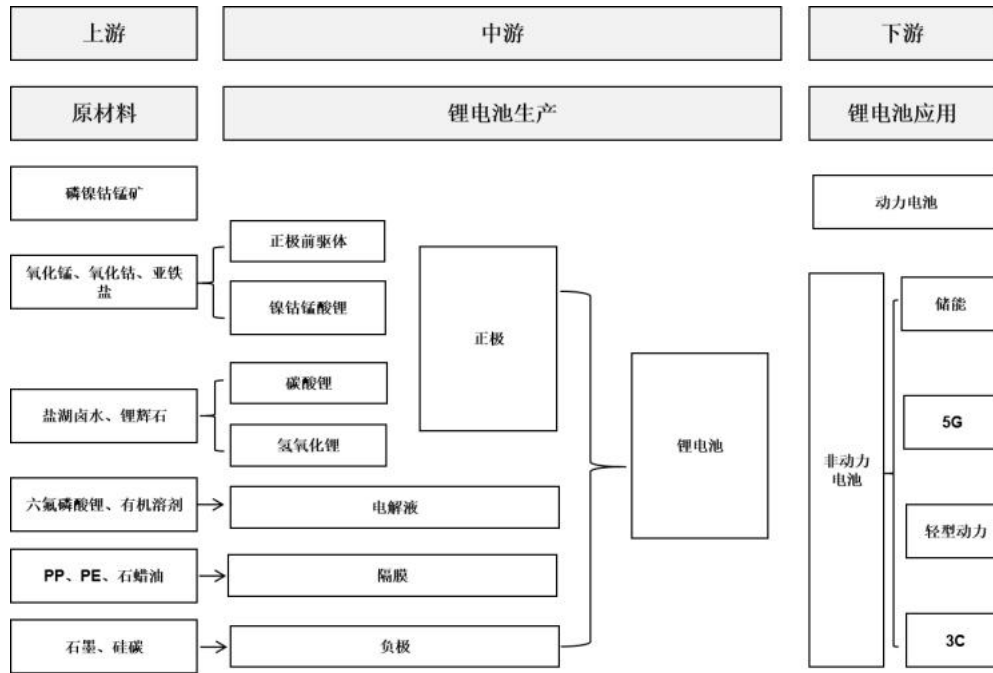 上游
中游
下游
原材料
锂电池生产
锂电池应用
磷镍钴锰矿
动力电池
正极前驱体
氧化锰、氧化钴、亚铁
盐
镍钴锰酸锂
正极
储能
碳酸锂
盐湖卤水、锂辉石
氢氧化锂
锂电池
5G
非动力
电池
六氟磷酸锂、有机溶剂
电解液
轻型动力
PP、PE、石蜡油
隔膜
石墨、硅碳
负极
3C